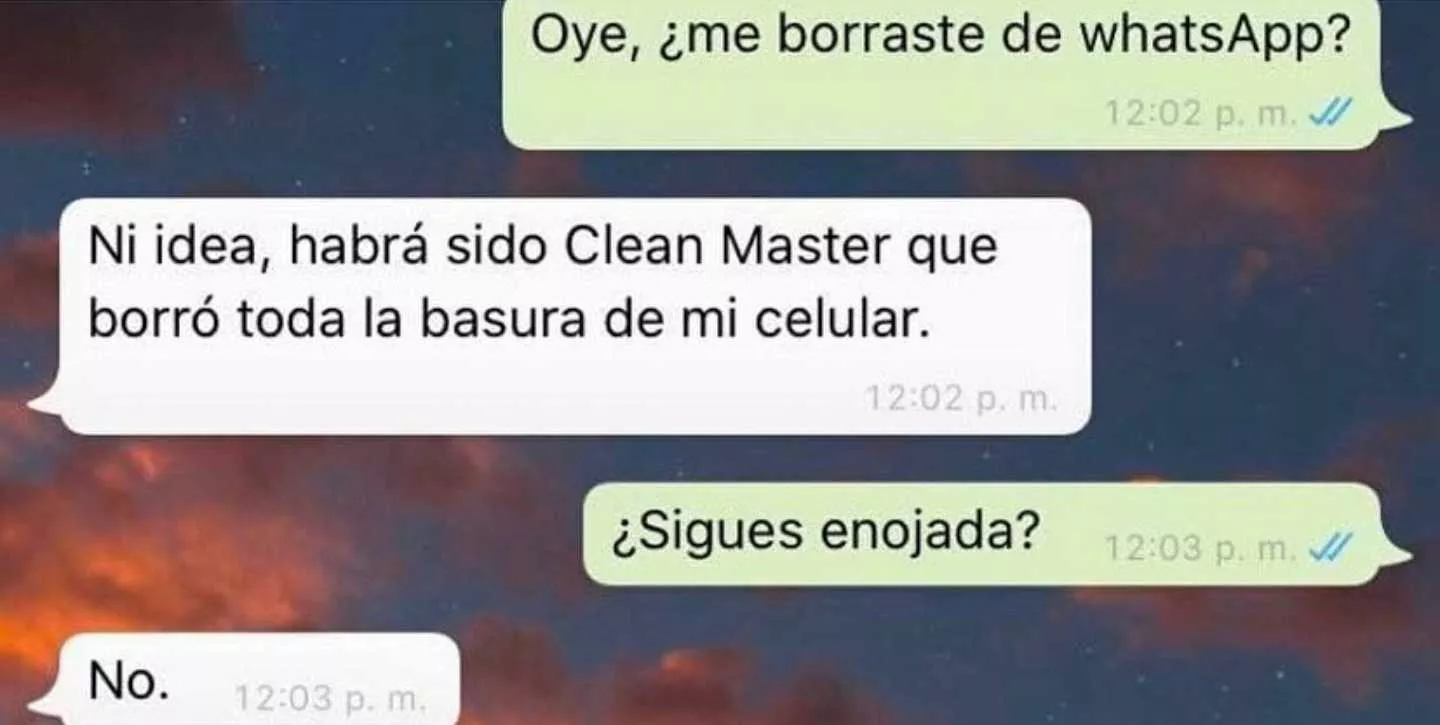 Oye, ¿me borraste de whatsApp?
12:02 p. m.
Ni idea, habrá sido Clean Master que
borró toda la basura de mi celular.
12:02 p. m.
¿Sigues enojada? 12:03 p. m.
No. 12:03 p. m.